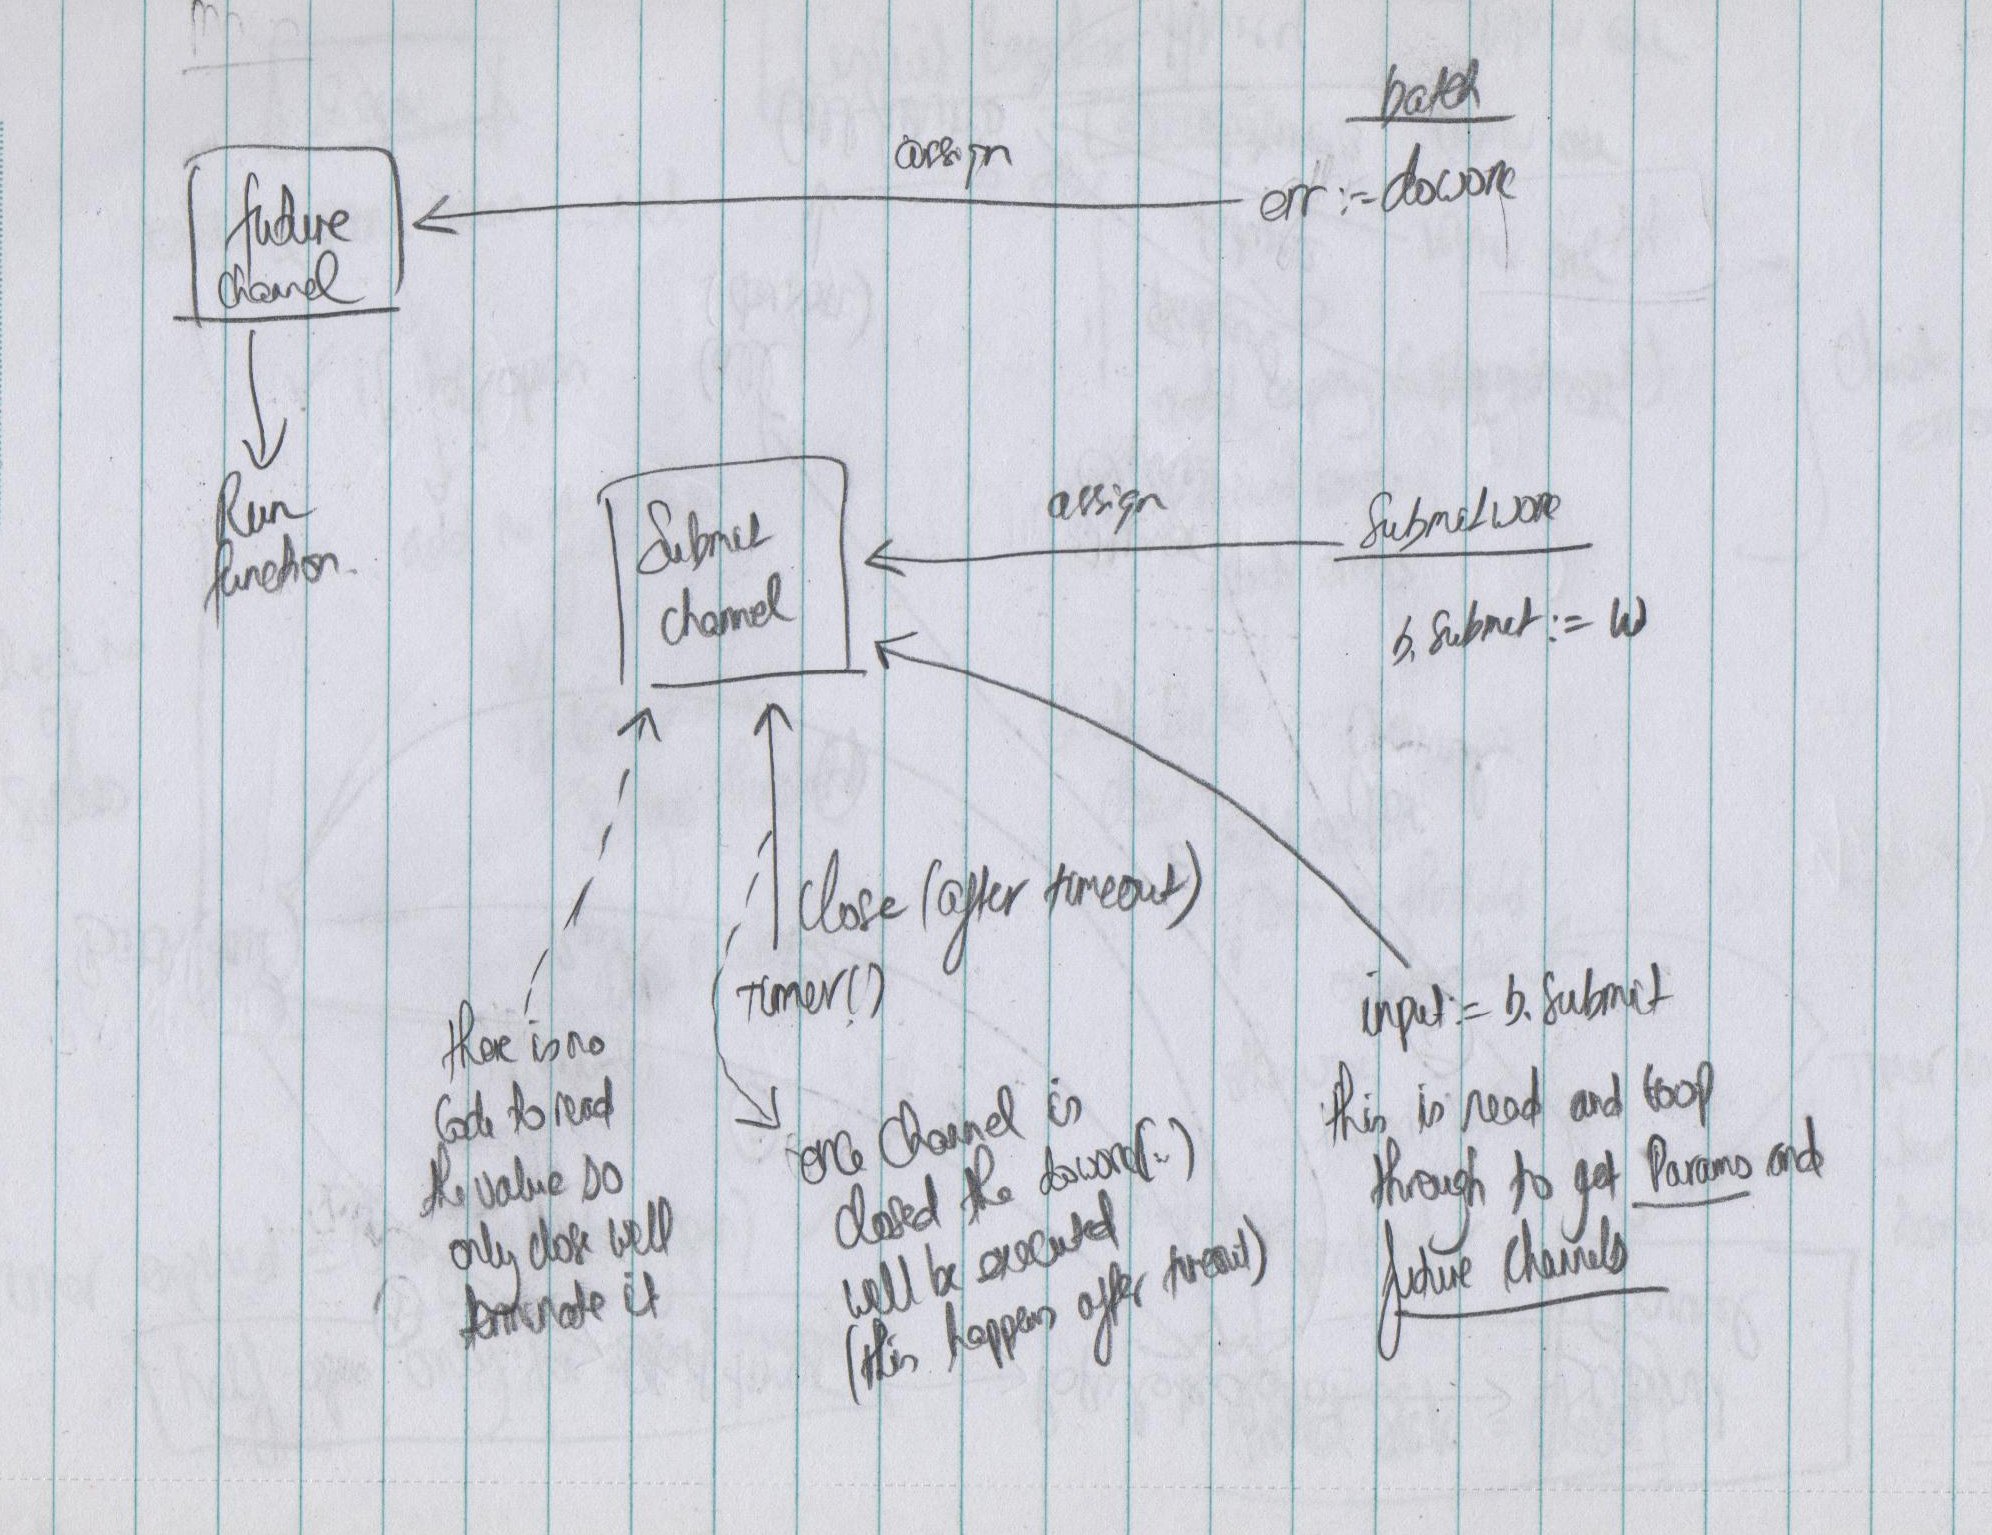 batch
assign
err := dowork
future
channel
Run
function.
assign
Submit
channel
Submitwork
b. Submit := W
Close (after timeout)
timer()
input := b. Submit
there is no
Code to read
the value so
only close will
terminate it
once channel is
closed the dowork(..)
will be executed
(this happens after timeout)
this is read and loop
through to get Params and
future channels